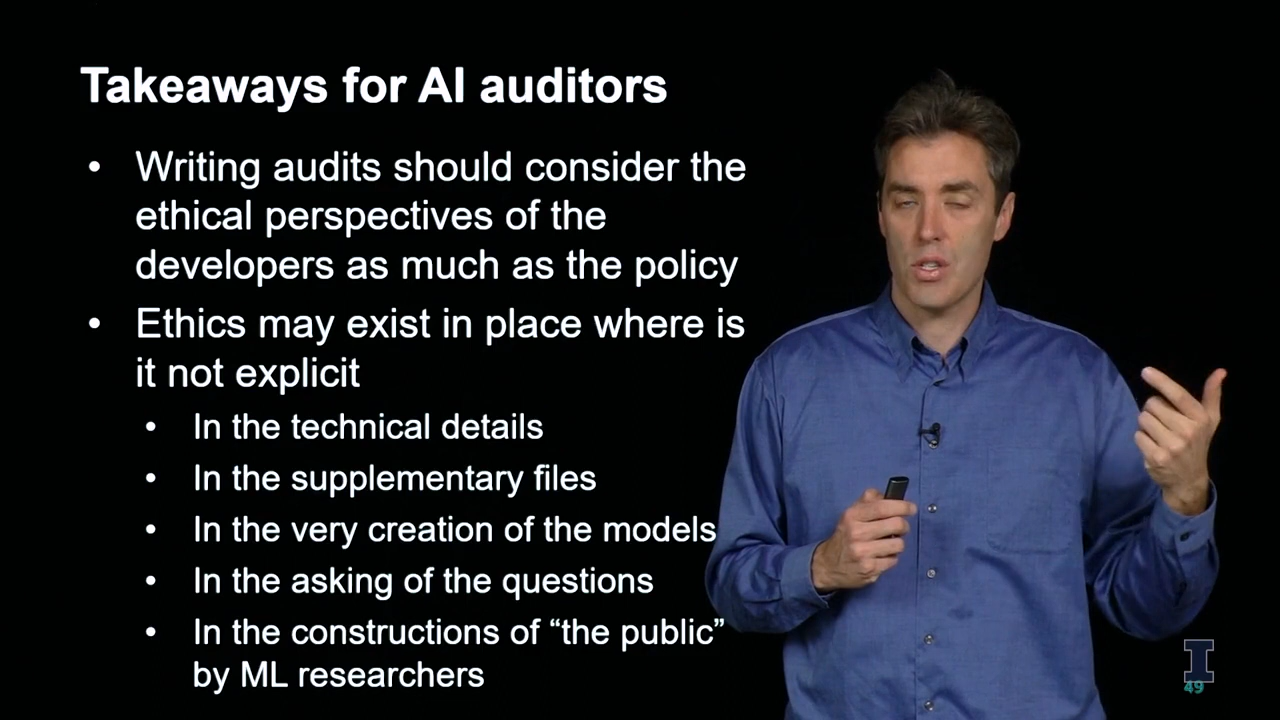 Takeaways for AI auditors
• Writing audits should consider the
ethical perspectives of the
developers as much as the policy
• Ethics may exist in place where is
it not explicit
• In the technical details
• In the supplementary files
• In the very creation of the models
• In the asking of the questions
• In the constructions of “the public”
by ML researchers
I
49